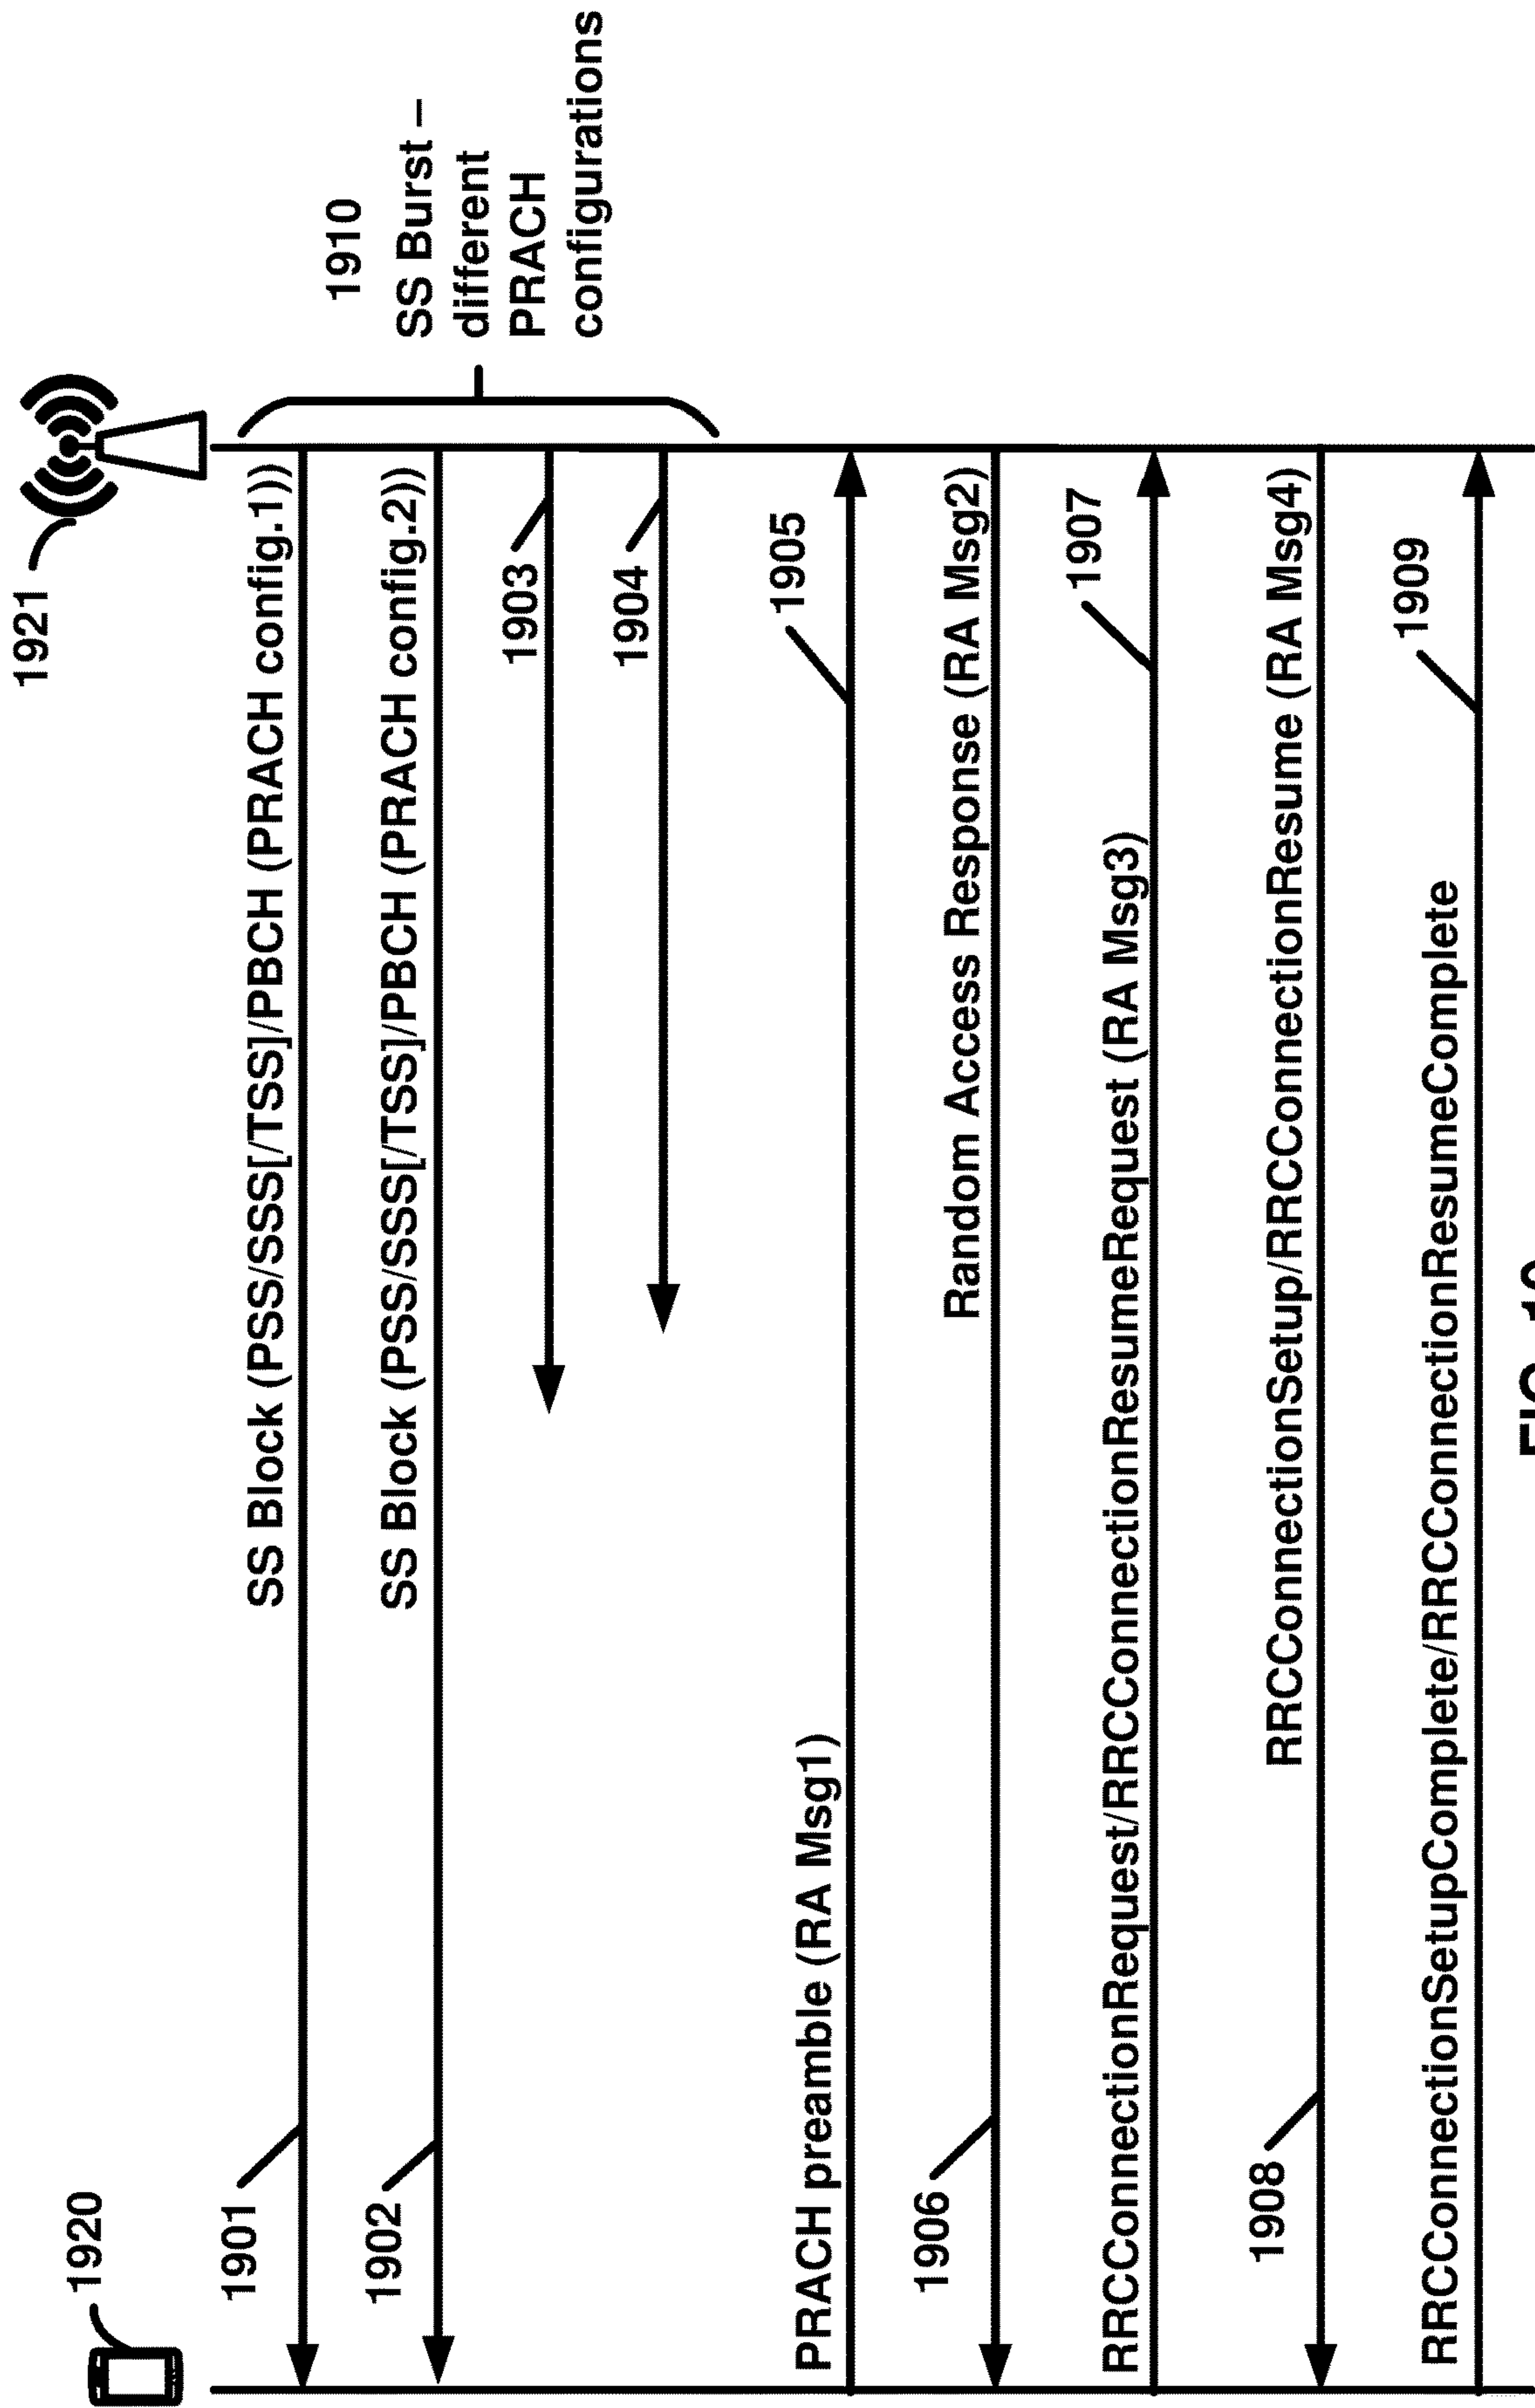 1920
1921
1901
SS Block (PSS/SSS[/TSS]/PBCH (PRACH config.1))
1902
SS Block (PSS/SSS[/TSS]/PBCH (PRACH config.2))
1903
1904
1910
SS Burst –
different
PRACH
configurations
PRACH preamble (RA Msg1)
1905
1906
Random Access Response (RA Msg2)
RRCConnectionRequest/RRCConnectionResumeRequest (RA Msg3)
1907
1908
RRCConnectionSetup/RRCConnectionResume (RA Msg4)
RRCConnectionSetupComplete/RRCConnectionResumeComplete
1909